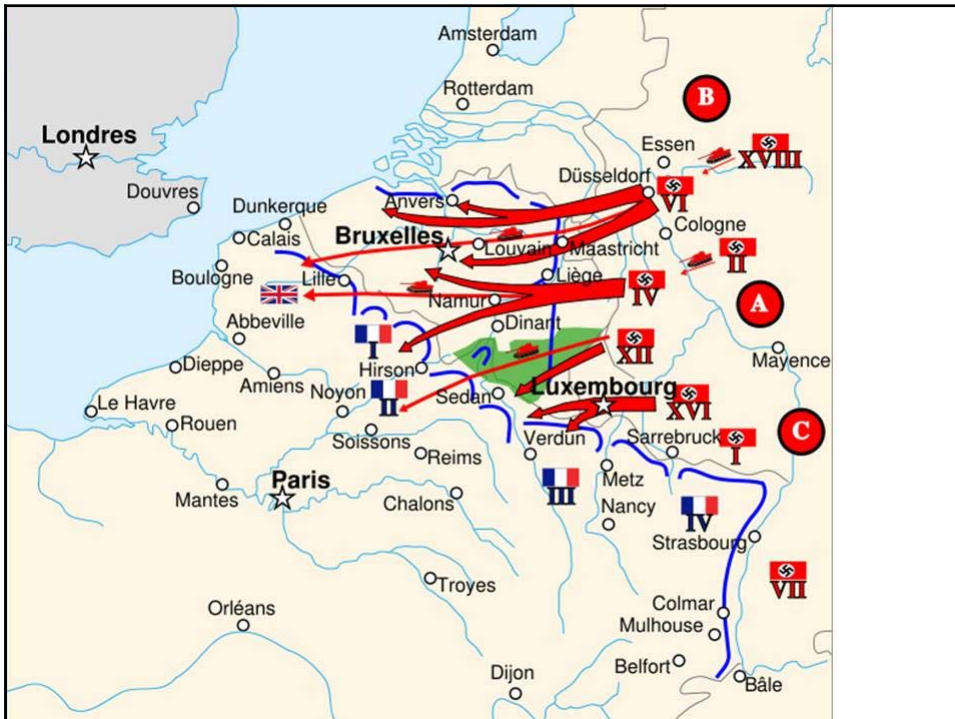 Amsterdam
Rotterdam
B
Londres
Essen
XVIII
Douvres
Düsseldorf
VI
Anvers
Dunkerque
Cologne
Calais
Bruxelles
Louvain
Maastricht
II
Boulogne
Lille
Liège
IV
Namur
A
Abbeville
Dinant
I
XII
Mayence
Dieppe
Hirson
Amiens
Luxembourg
Noyon
II
Sedan
XVI
Le Havre
Rouen
Soissons
Verdun
Sarrebruck
C
I
Reims
Metz
Paris
III
Mantes
Chalons
Nancy
IV
Strasbourg
Troyes
VII
Orléans
Colmar
Mulhouse
Belfort
Dijon
Bâle